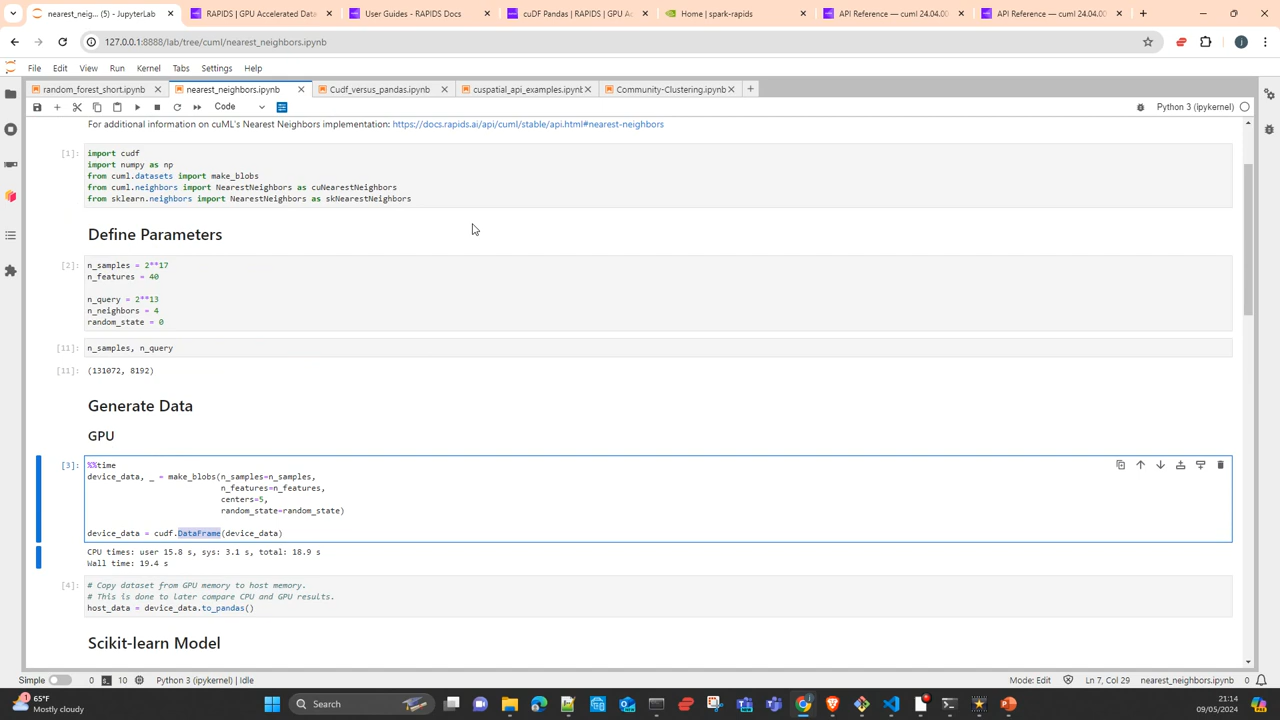 nearest_neig... (5) - JupyterLab
RAPIDS | GPU Accelerated Data
User Guides - RAPIDS Docs
cuDF Pandas | RAPIDS | GPU Ac
Home | spark-rapids
API Reference — cuml 24.04.00
API Reference — cuml 24.04.00
127.0.0.1:8888/lab/tree/cuml/nearest_neighbors.ipynb
File Edit View Run Kernel Tabs Settings Help
random_forest_short.ipynb
nearest_neighbors.ipynb
Cudf_versus_pandas.ipynb
cuspatial_api_examples.ipynb
Community-Clustering.ipynb
Code
Python 3 (ipykernel)
For additional information on cuML's Nearest Neighbors implementation: https://docs.rapids.ai/api/cuml/stable/api.html#nearest-neighbors
[1]: import cudf
import numpy as np
from cuml.datasets import make_blobs
from cuml.neighbors import NearestNeighbors as cuNearestNeighbors
from sklearn.neighbors import NearestNeighbors as skNearestNeighbors
Define Parameters
[2]: n_samples = 2**17
n_features = 40
n_query = 2**13
n_neighbors = 4
random_state = 0
[11]: n_samples, n_query
[11]: (131072, 8192)
Generate Data
GPU
[3]: %%time
device_data, _ = make_blobs(n_samples=n_samples,
n_features=n_features,
centers=5,
random_state=random_state)
device_data = cudf.DataFrame(device_data)
CPU times: user 15.8 s, sys: 3.1 s, total: 18.9 s
Wall time: 19.4 s
[4]: # Copy dataset from GPU memory to host memory.
# This is done to later compare CPU and GPU results.
host_data = device_data.to_pandas()
Scikit-learn Model
Simple 0 10 Python 3 (ipykernel) | Idle
Mode: Edit Ln 7, Col 29 nearest_neighbors.ipynb 0
65°F
Mostly cloudy
Search
21:14
09/05/2024